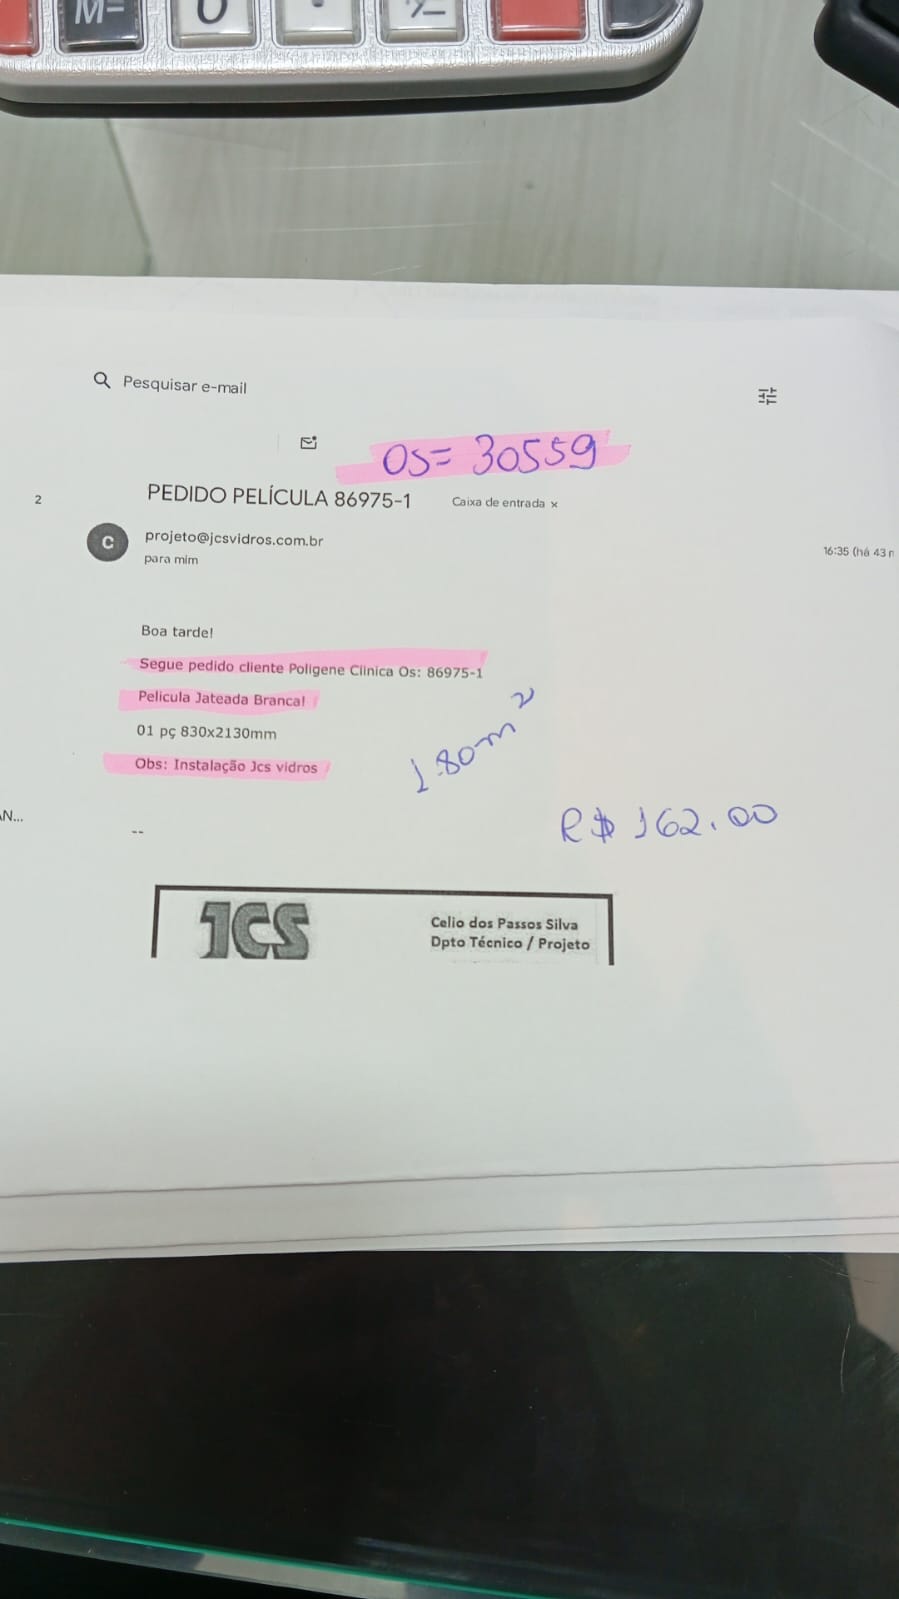 M=
0
.
Pesquisar e-mail
OS= 30559
2
PEDIDO PELÍCULA 86975-1 Caixa de entrada x
C
projeto@jcsvidros.com.br
para mim
16:35 (há 43 n
Boa tarde!
Segue pedido cliente Poligene Clinica Os: 86975-1
Pelicula Jateada Branca!
01 pç 830x2130mm
Obs: Instalação Jcs vidros
1.80m²
R$ 162.00
AN...
--
JCS
Celio dos Passos Silva
Dpto Técnico / Projeto